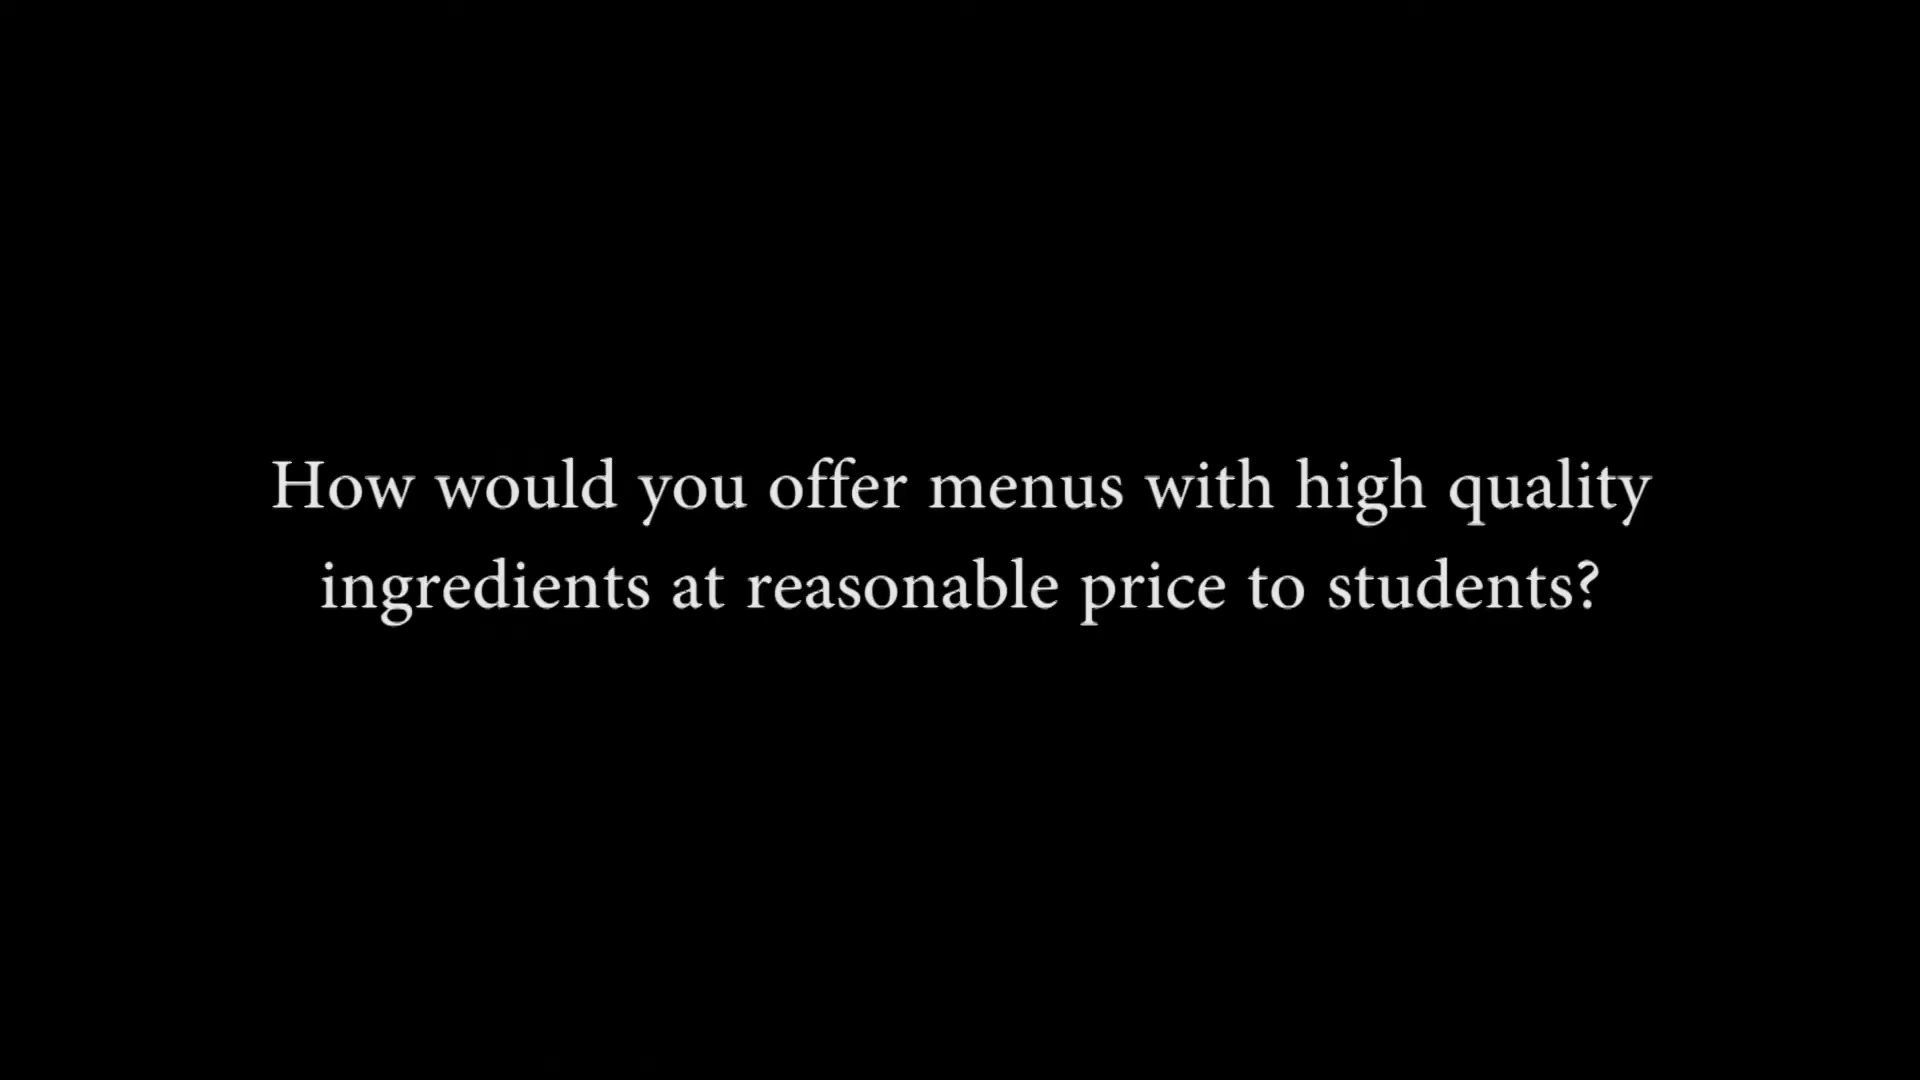 How would you offer menus with high quality
ingredients at reasonable price to students?